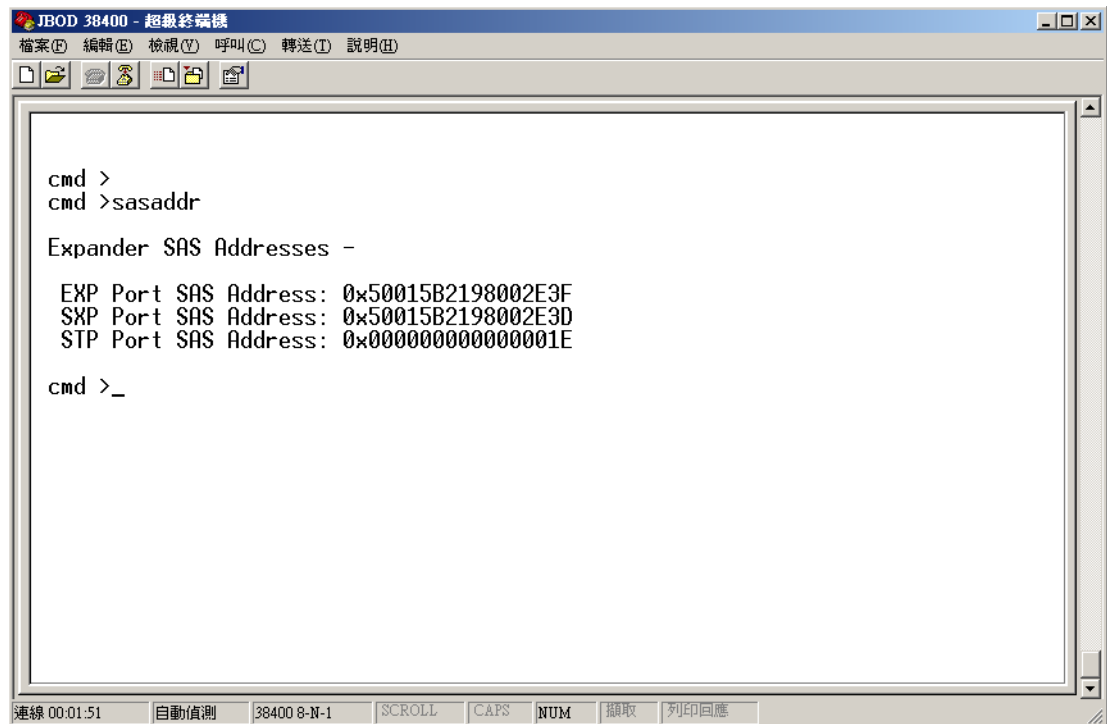 JBOD 38400 - 超級終端機
檔案(F) 編輯(E) 檢視(V) 呼叫(C) 轉送(T) 說明(H)
cmd >
cmd >sasaddr
Expander SAS Addresses -
EXP Port SAS Address: 0x50015B2198002E3F
SXP Port SAS Address: 0x50015B2198002E3D
STP Port SAS Address: 0x000000000000001E
cmd >_
連線 00:01:51 自動偵測 38400 8-N-1 SCROLL CAPS NUM 擷取 列印回應